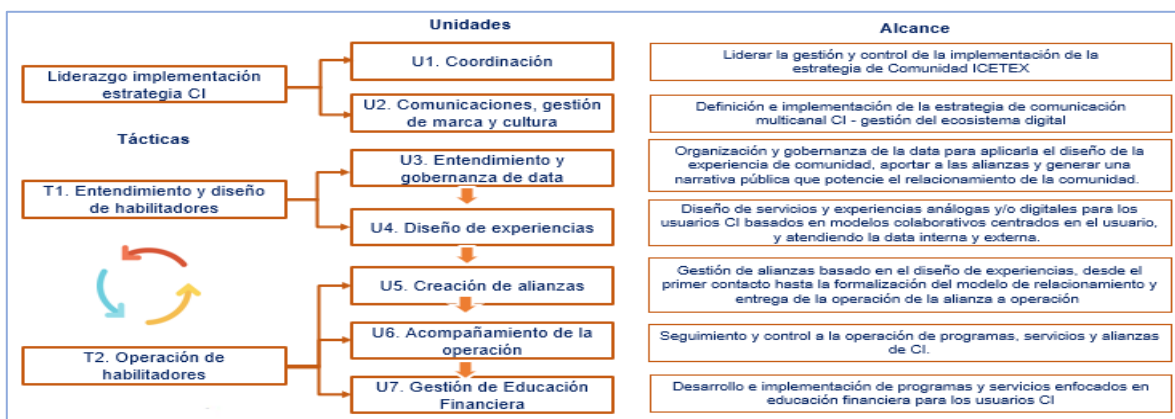 Unidades
Alcance
Liderazgo implementación
estrategia CI
U1. Coordinación
Liderar la gestión y control de la implementación de la
estrategia de Comunidad ICETEX
U2. Comunicaciones, gestión
de marca y cultura
Definición e implementación de la estrategia de comunicación
multicanal CI - gestión del ecosistema digital
Tácticas
T1. Entendimiento y diseño
de habilitadores
U3. Entendimiento y
gobernanza de data
Organización y gobernanza de la data para aplicarla el diseño de la
experiencia de comunidad, aportar a las alianzas y generar una
narrativa pública que potencie el relacionamiento de la comunidad.
U4. Diseño de experiencias
Diseño de servicios y experiencias análogas y/o digitales para los
usuarios CI basados en modelos colaborativos centrados en el usuario,
y atendiendo la data interna y externa.
U5. Creación de alianzas
Gestión de alianzas basado en el diseño de experiencias, desde el
primer contacto hasta la formalización del modelo de relacionamiento y
entrega de la operación de la alianza a operación
T2. Operación de
habilitadores
U6. Acompañamiento de la
operación
Seguimiento y control a la operación de programas, servicios y alianzas
de CI.
U7. Gestión de Educación
Financiera
Desarrollo e implementación de programas y servicios enfocados en
educación financiera para los usuarios CI